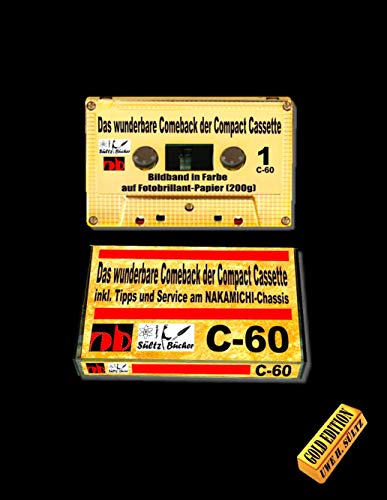 Das wunderbare Comeback der Compact Cassette
Sültz Bücher
1
C-60
Bildband in Farbe
auf Fotobrillant-Papier (200g)
Das wunderbare Comeback der Compact Cassette
inkl. Tipps und Service am NAKAMICHI-Chassis
Sültz Bücher
C-60
C-60
GOLD EDITION
UWE H. SÜLTZ